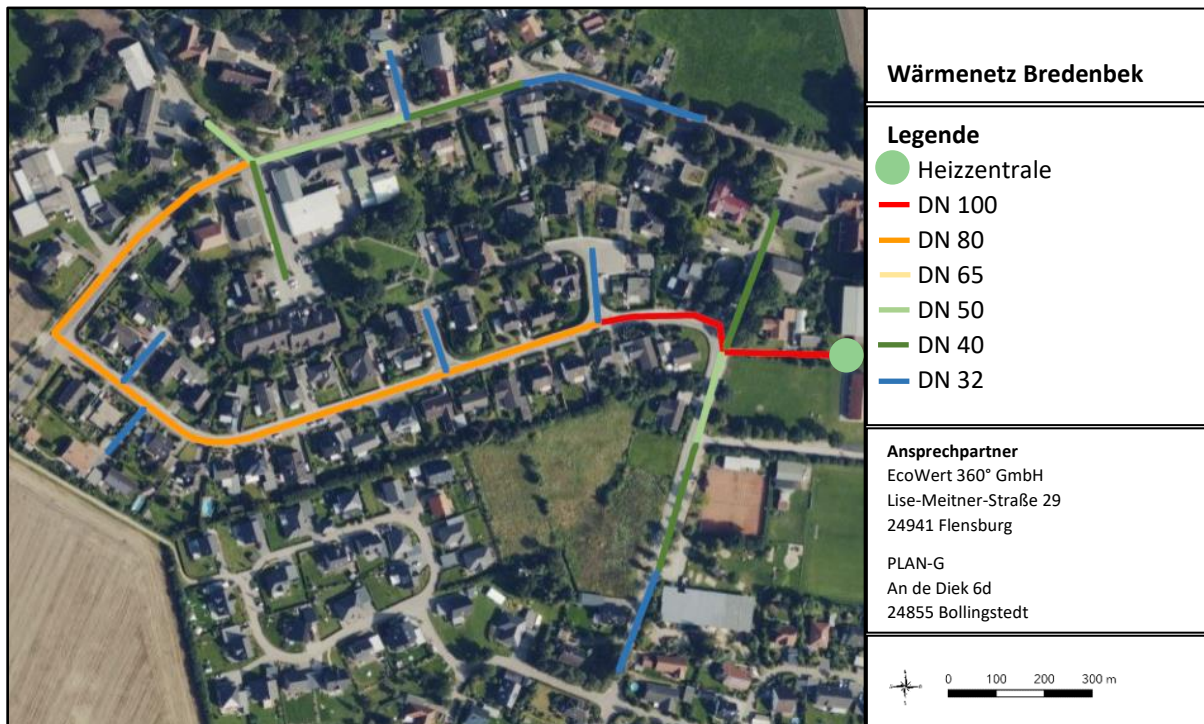 Wärmenetz Bredenbek
Legende
Heizzentrale
DN 100
DN 80
DN 65
DN 50
DN 40
DN 32
Ansprechpartner
EcoWert 360° GmbH
Lise-Meitner-Straße 29
24941 Flensburg
PLAN-G
An de Diek 6d
24855 Bollingstedt
0 100 200 300 m